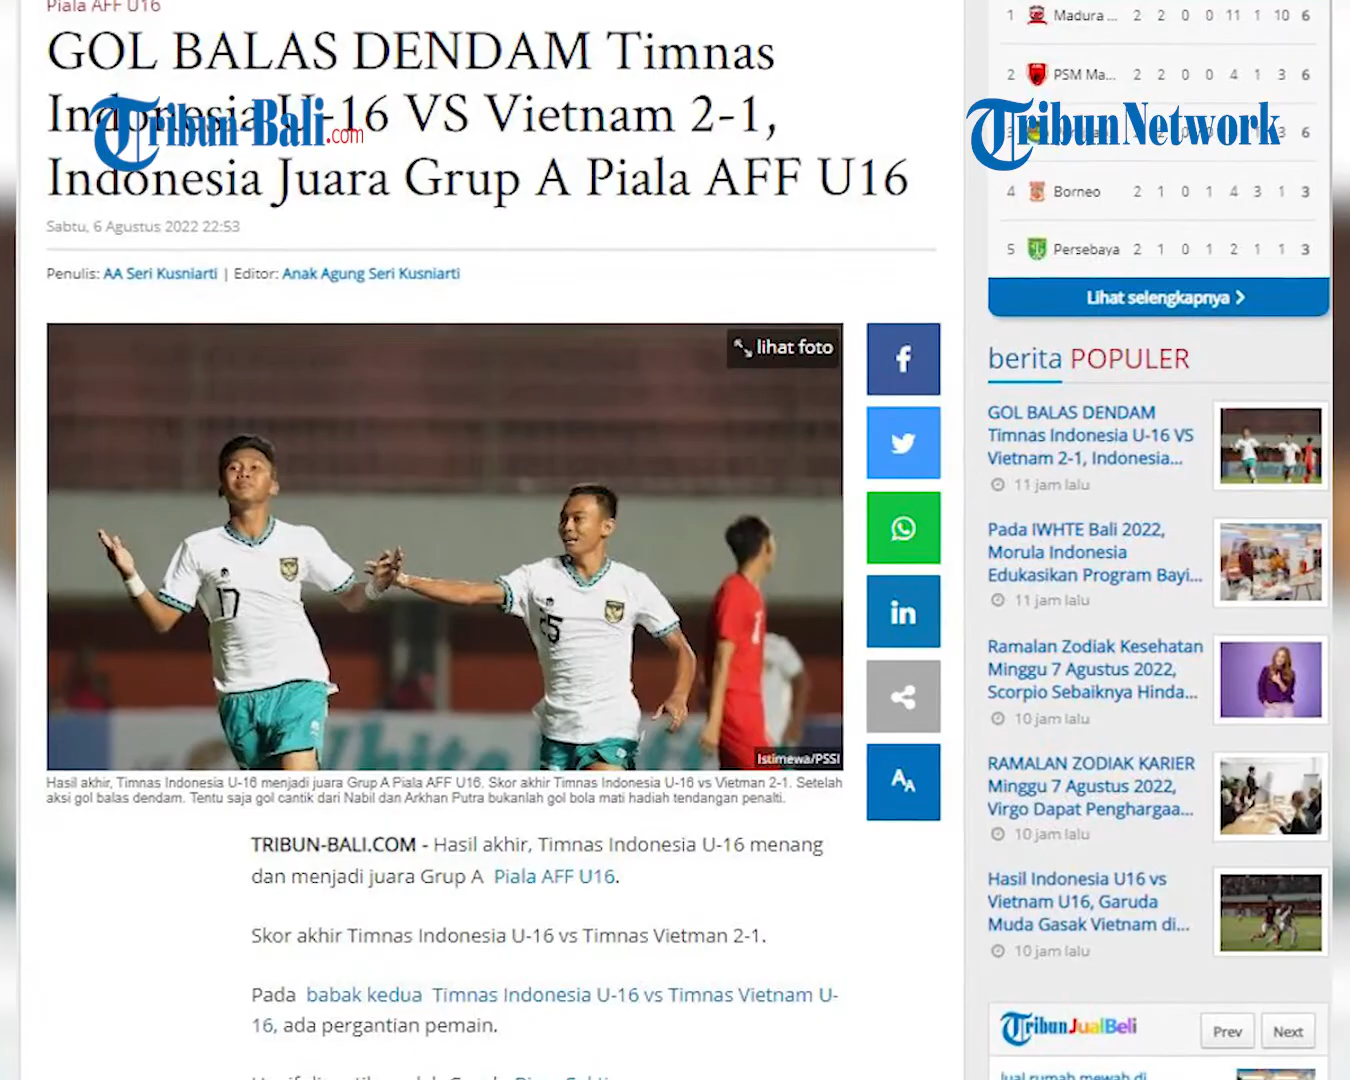 Piala AFF U16
GOL BALAS DENDAM Timnas
Indonesia U-16 VS Vietnam 2-1,
Indonesia Juara Grup A Piala AFF U16
Tribun-Bali.com
Sabtu, 6 Agustus 2022 22:53
Penulis: AA Seri Kusniarti | Editor: Anak Agung Seri Kusniarti
lihat foto
17
Istimewa/PSSI
Hasil akhir, Timnas Indonesia U-16 menjadi juara Grup A Piala AFF U16. Skor akhir Timnas Indonesia U-16 vs Vietman 2-1. Setelah
aksi gol balas dendam. Tentu saja gol cantik dari Nabil dan Arkhan Putra bukanlah gol bola mati hadiah tendangan penalti.
TRIBUN-BALI.COM - Hasil akhir, Timnas Indonesia U-16 menang
dan menjadi juara Grup A Piala AFF U16.
Skor akhir Timnas Indonesia U-16 vs Timnas Vietman 2-1.
Pada babak kedua Timnas Indonesia U-16 vs Timnas Vietnam U-
16, ada pergantian pemain.
1 Madura ... 2 2 0 0 11 1 10 6
2 PSM Ma... 2 2 0 0 4 1 3 6
Tribun Network
3 6
4 Borneo 2 1 0 1 4 3 1 3
5 Persebaya 2 1 0 1 2 1 1 3
Lihat selengkapnya
berita POPULER
GOL BALAS DENDAM
Timnas Indonesia U-16 VS
Vietnam 2-1, Indonesia...
11 jam lalu
Pada IWHTE Bali 2022,
Morula Indonesia
Edukasikan Program Bayi...
11 jam lalu
Ramalan Zodiak Kesehatan
Minggu 7 Agustus 2022,
Scorpio Sebaiknya Hinda...
10 jam lalu
RAMALAN ZODIAK KARIER
Minggu 7 Agustus 2022,
Virgo Dapat Penghargaa...
10 jam lalu
Hasil Indonesia U16 vs
Vietnam U16, Garuda
Muda Gasak Vietnam di...
10 jam lalu
TribunJualBeli
Prev Next
Jual rumah mewah di